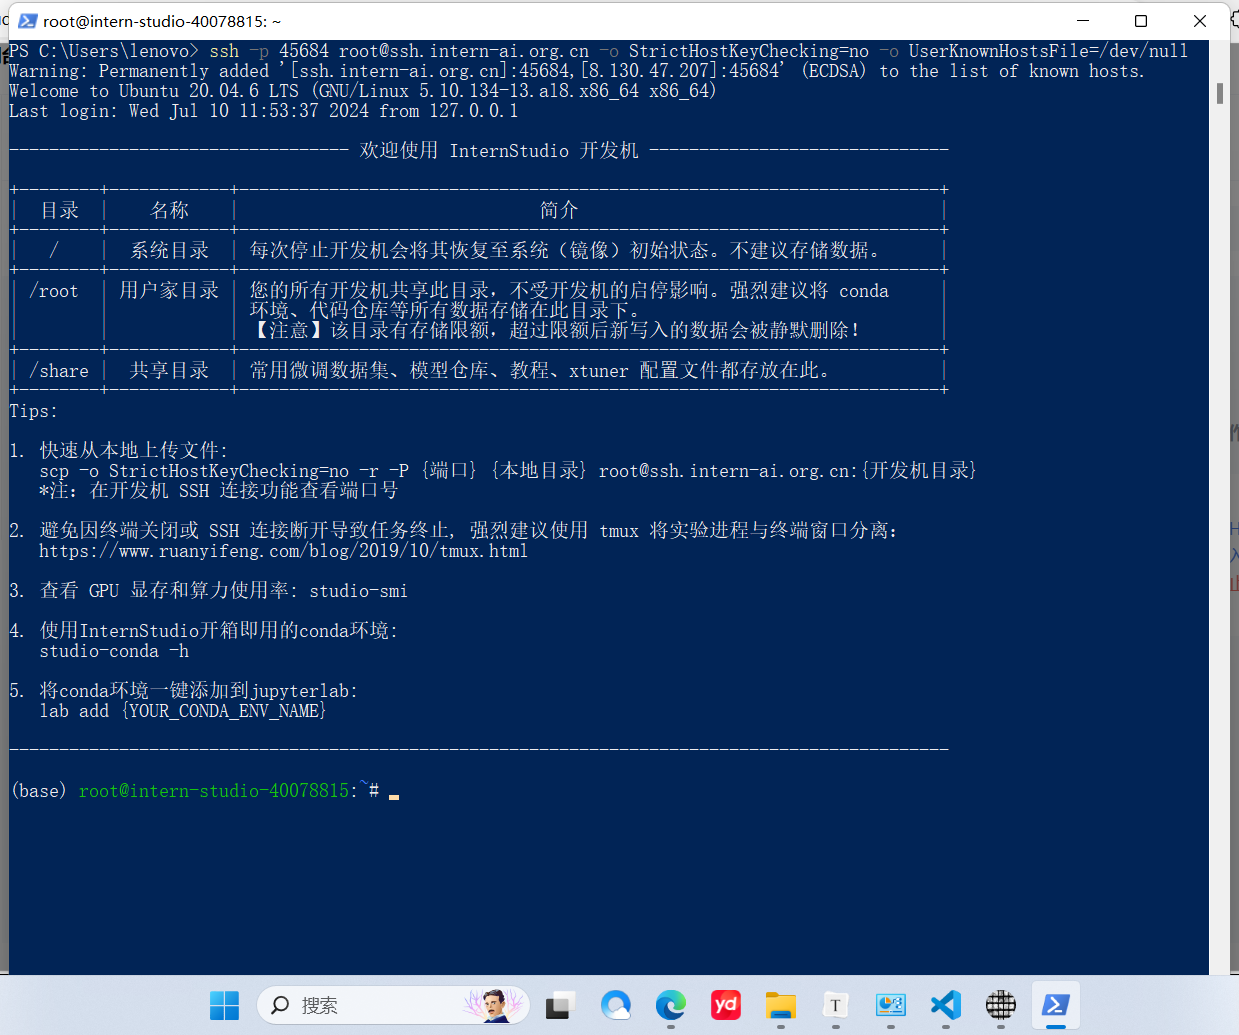 root@intern-studio-40078815: ~
PS C:\Users\lenovo> ssh -p 45684 root@ssh.intern-ai.org.cn -o StrictHostKeyChecking=no -o UserKnownHostsFile=/dev/null
Warning: Permanently added '[ssh.intern-ai.org.cn]:45684,[8.130.47.207]:45684' (ECDSA) to the list of known hosts.
Welcome to Ubuntu 20.04.6 LTS (GNU/Linux 5.10.134-13.al8.x86_64 x86_64)
Last login: Wed Jul 10 11:53:37 2024 from 127.0.0.1
---------------------------------- 欢迎使用 InternStudio 开发机 ------------------------------
+--------+------------+----------------------------------------------------------------------+
| 目录 | 名称 | 简介 |
+--------+------------+----------------------------------------------------------------------+
| / | 系统目录 | 每次停止开发机会将其恢复至系统（镜像）初始状态。不建议存储数据。 |
+--------+------------+----------------------------------------------------------------------+
| /root | 用户家目录 | 您的所有开发机共享此目录，不受开发机的启停影响。强烈建议将 conda |
| | | 环境、代码仓库等所有数据存储在此目录下。 |
| | | 【注意】该目录有存储限额，超过限额后新写入的数据会被静默删除！ |
+--------+------------+----------------------------------------------------------------------+
| /share | 共享目录 | 常用微调数据集、模型仓库、教程、xtuner 配置文件都存放在此。 |
+--------+------------+----------------------------------------------------------------------+
Tips:
1. 快速从本地上传文件:
scp -o StrictHostKeyChecking=no -r -P {端口} {本地目录} root@ssh.intern-ai.org.cn:{开发机目录}
*注: 在开发机 SSH 连接功能查看端口号
2. 避免因终端关闭或 SSH 连接断开导致任务终止, 强烈建议使用 tmux 将实验进程与终端窗口分离:
https://www.ruanyifeng.com/blog/2019/10/tmux.html
3. 查看 GPU 显存和算力使用率: studio-smi
4. 使用InternStudio开箱即用的conda环境:
studio-conda -h
5. 将conda环境一键添加到jupyterlab:
lab add {YOUR_CONDA_ENV_NAME}
----------------------------------------------------------------------------------------------
(base) root@intern-studio-40078815:~# _
搜索
yd
T